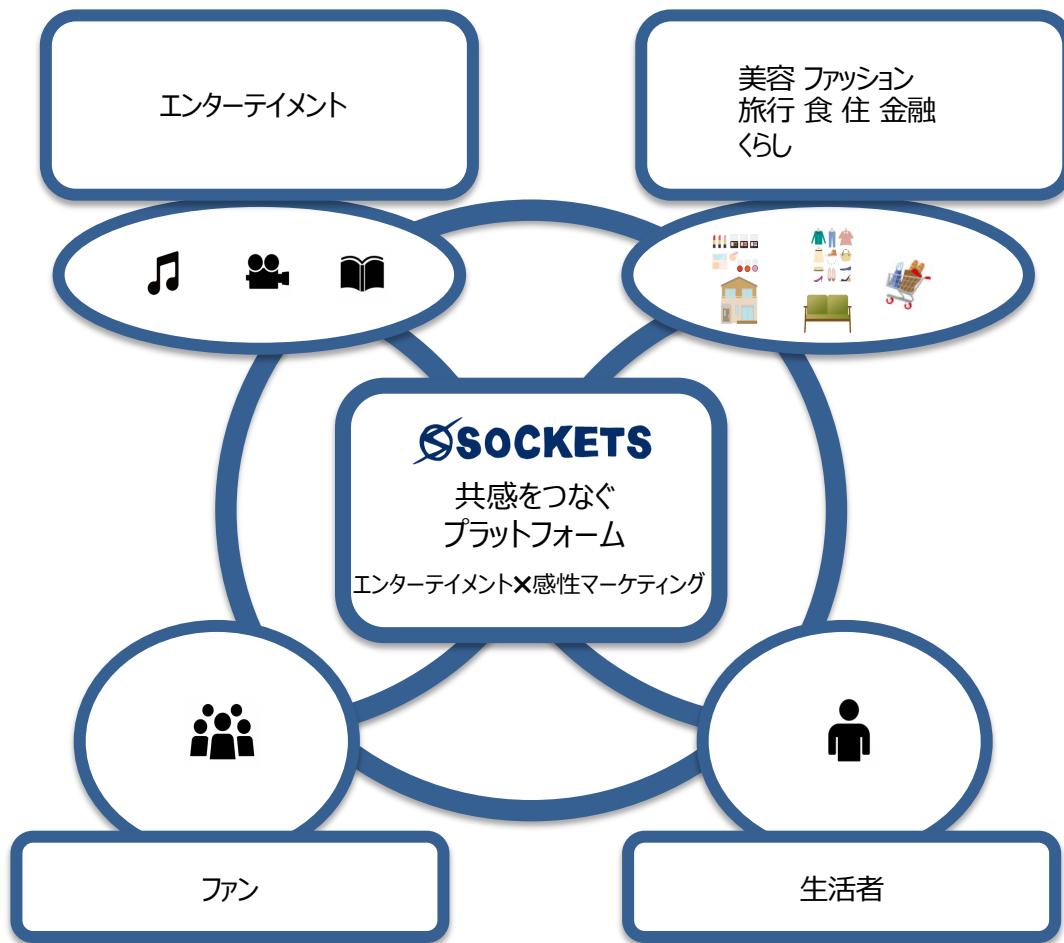 エンターテイメント
美容 ファッション
旅行 食 住 金融
くらし
SOCKETS
共感をつなぐ
プラットフォーム
エンターテイメント×感性マーケティング
ファン
生活者